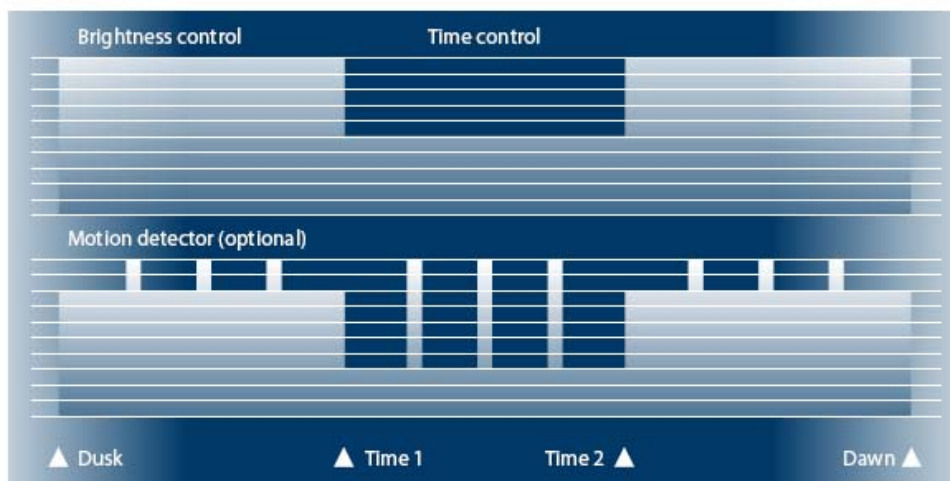 Brightness control
Time control
Motion detector (optional)
Dusk
Time 1
Time 2
Dawn